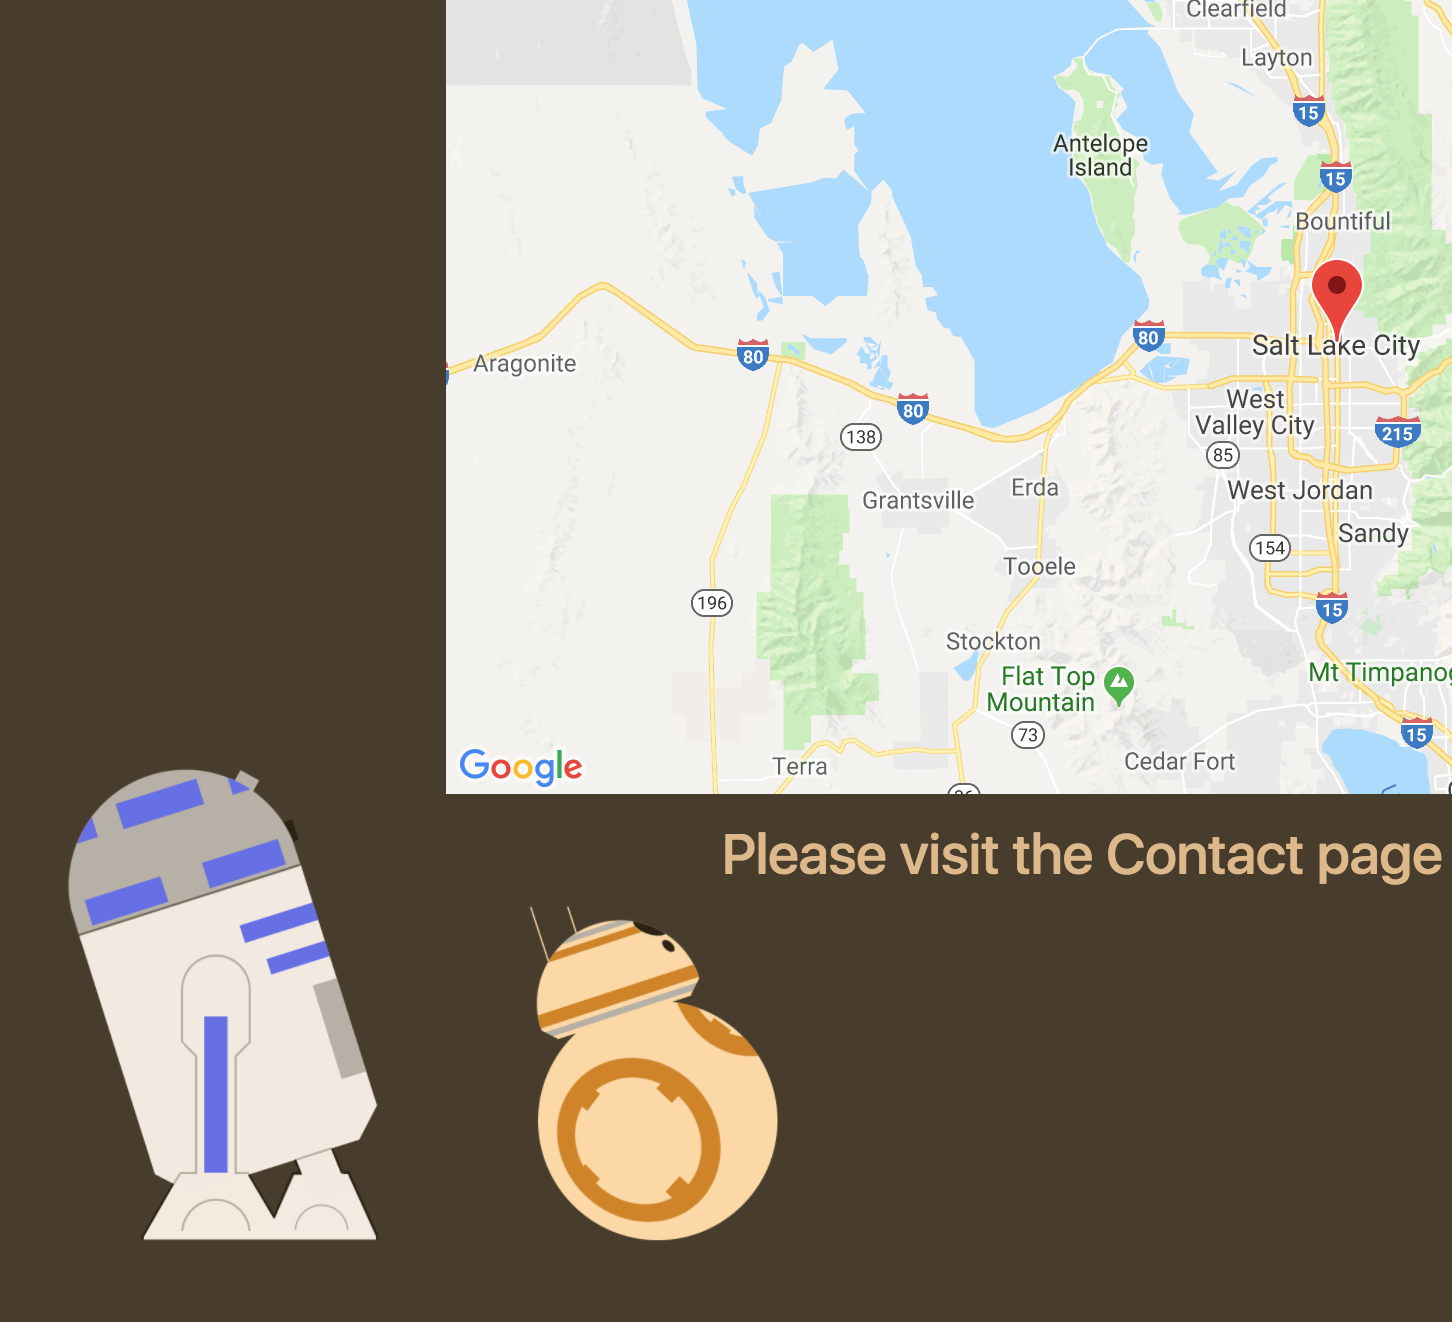 Clearfield
Layton
15
Antelope
Island
15
Bountiful
80
Salt Lake City
80
Aragonite
West
Valley City
80
215
138
85
Erda
West Jordan
Grantsville
Sandy
154
Tooele
196
15
Stockton
Flat Top
Mountain
Mt Timpanog
73
15
Cedar Fort
Google
Terra
Please visit the Contact page